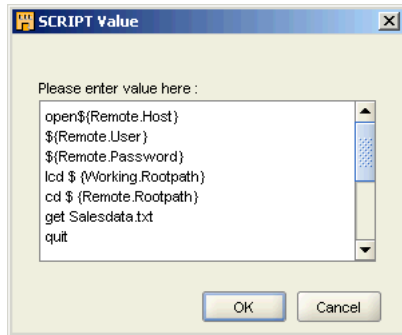 SCRIPT Value
Please enter value here :
open${Remote.Host}
${Remote.User}
${Remote.Password}
lcd $ {Working.Rootpath}
cd $ {Remote.Rootpath}
get Salesdata.txt
quit
OK
Cancel